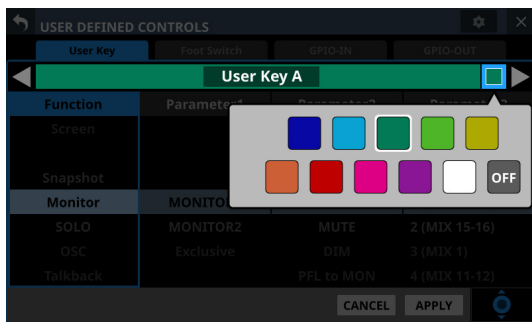 USER DEFINED CONTROLS
User Key Foot Switch GPIO-IN GPIO-OUT
User Key A
Function Parameter1 Parameter2
Screen
Snapshot
Monitor MONITOR
SOLO MONITOR2 MUTE 2 (MIX 15-16)
OSC Exclusive DIM 3 (MIX 1)
Talkback PFL to MON 4 (MIX 11-12)
OFF
CANCEL APPLY